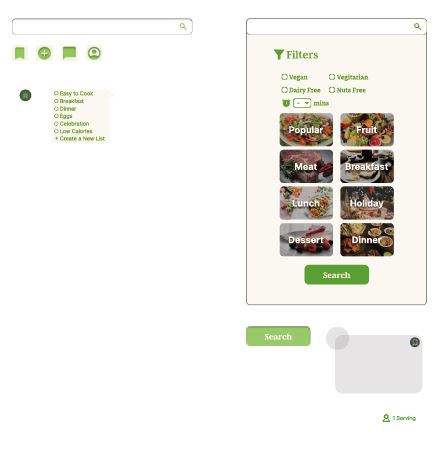 Easy to Cook
Breakfast
Dinner
Eggs
Celebration
Low Calories
+ Create a New List
Filters
Vegan
Vegitarian
Dairy Free
Nuts Free
- mins
Popular
Fruit
Meat
Breakfast
Lunch
Holiday
Dessert
Dinner
Search
Search
1 Serving